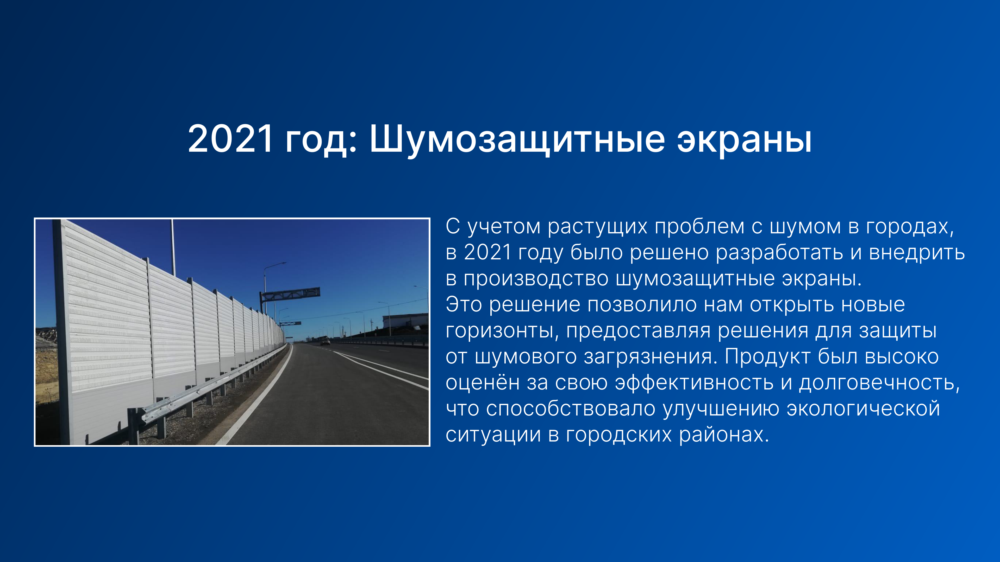 2021 год: Шумозащитные экраны
С учетом растущих проблем с шумом в городах,
в 2021 году было решено разработать и внедрить
в производство шумозащитные экраны.
Это решение позволило нам открыть новые
горизонты, предоставляя решения для защиты
от шумового загрязнения. Продукт был высоко
оценён за свою эффективность и долговечность,
что способствовало улучшению экологической
ситуации в городских районах.